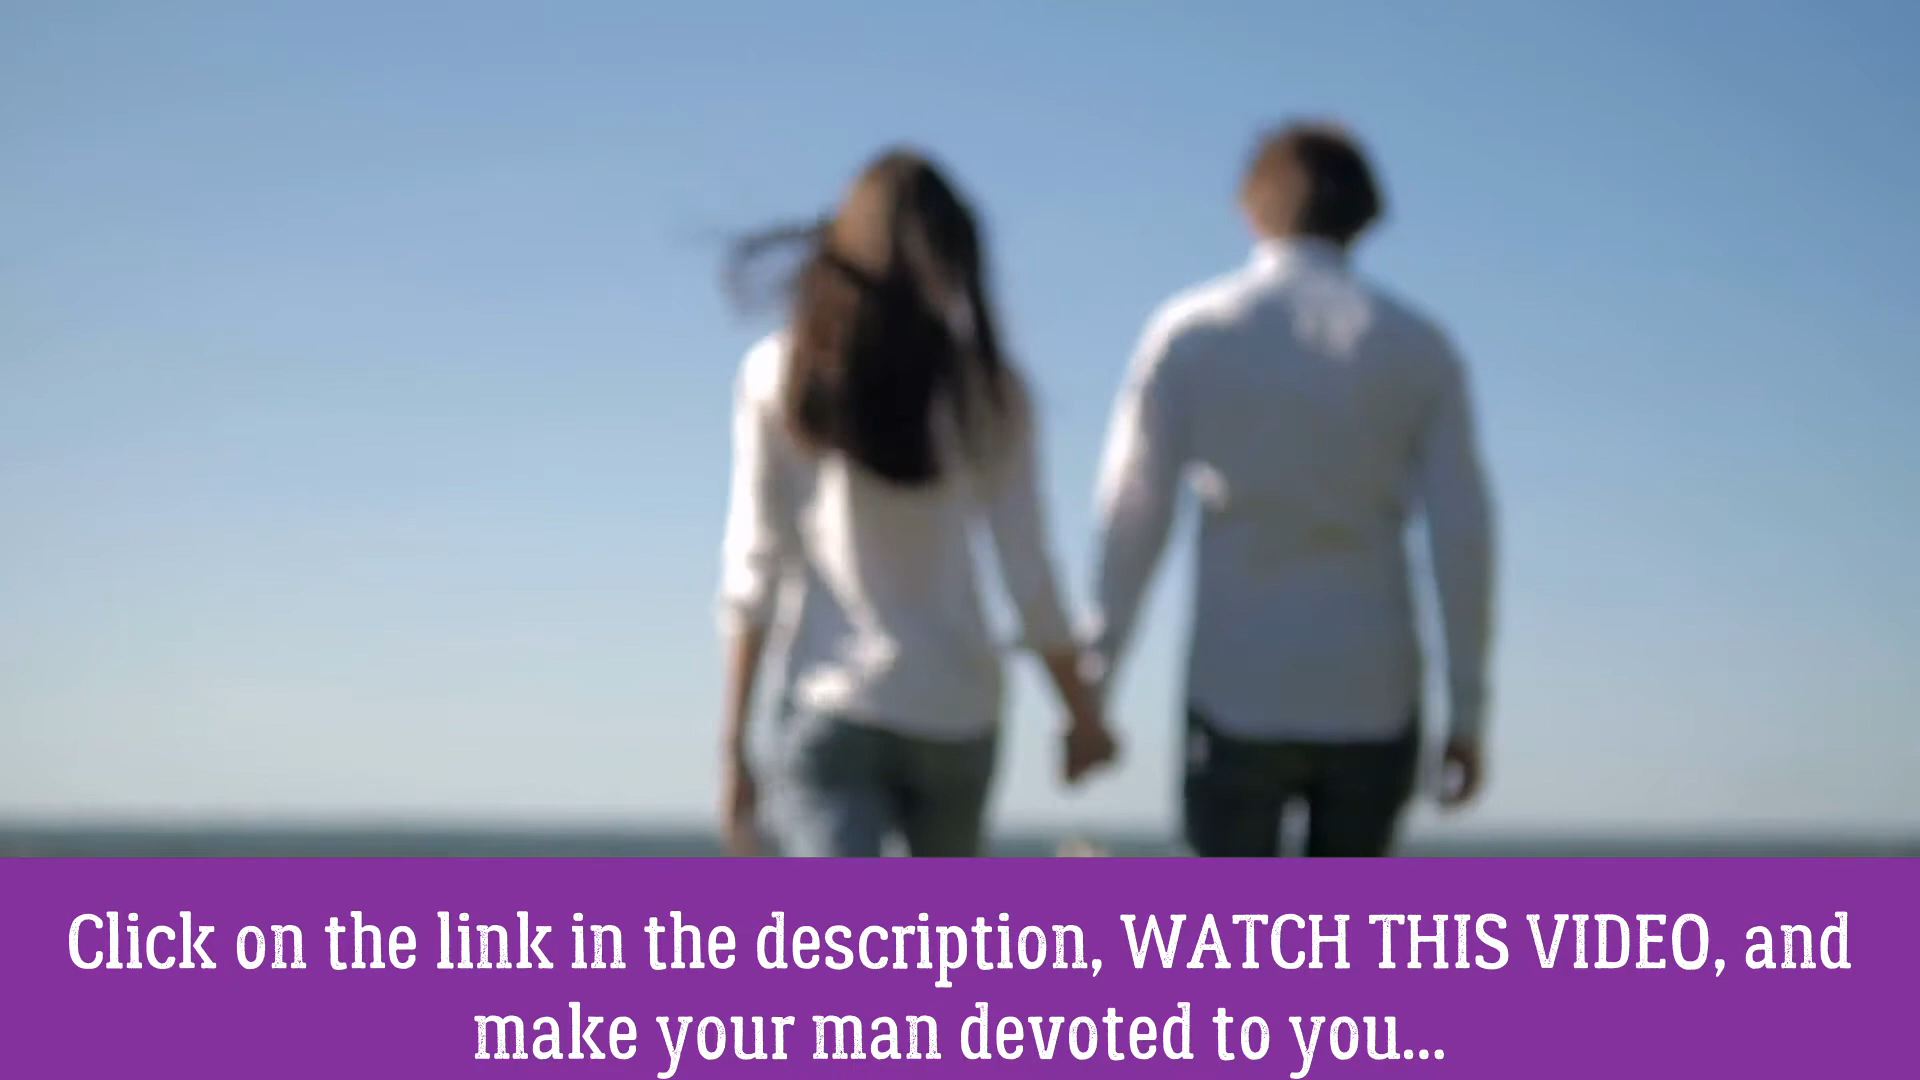 Click on the link in the description, WATCH THIS VIDEO, and
make your man devoted to you...